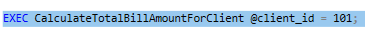 EXEC CalculateTotalBillAmountForClient @client_id = 101;